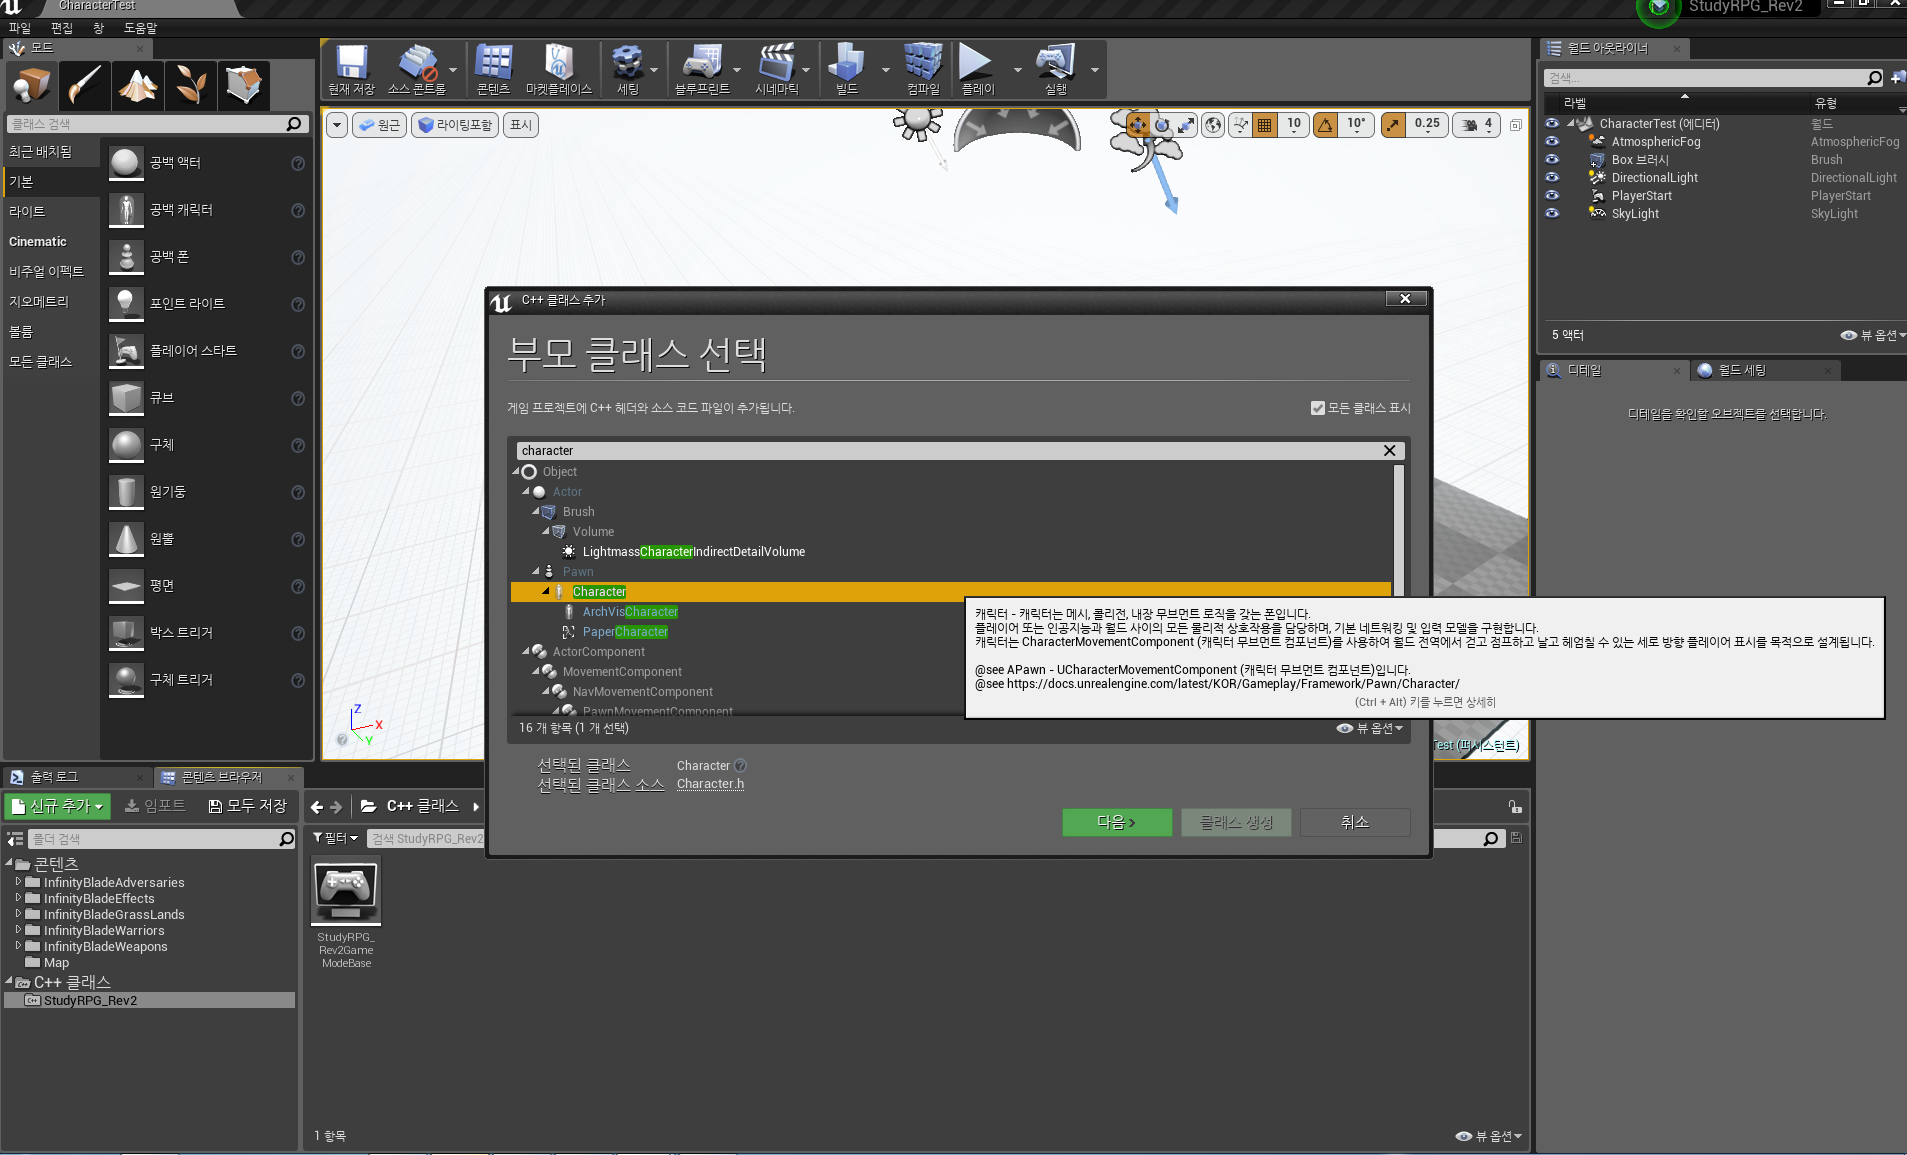 CharacterTest
StudyRPG_Rev2
파일 편집 창 도움말
모드
클래스 검색
최근 배치됨
기본
라이트
Cinematic
비주얼 이펙트
지오메트리
볼륨
모든 클래스
공백 액터
공백 캐릭터
공백 폰
포인트 라이트
플레이어 스타트
큐브
구체
원기둥
원뿔
평면
박스 트리거
구체 트리거
현재 저장 소스 콘트롤 콘텐츠 마켓플레이스 세팅 블루프린트 시네마틱 빌드 컴파일 플레이 실행
원근 라이팅포함 표시
10 10° 0.25 4
월드 아웃라이너
검색...
라벨 유형
CharacterTest (에디터) 월드
AtmosphericFog AtmosphericFog
Box 브러시 Brush
DirectionalLight DirectionalLight
PlayerStart PlayerStart
SkyLight SkyLight
5 액터 뷰 옵션
디테일 월드 세팅
디테일을 확인할 오브젝트를 선택합니다.
C++ 클래스 추가
부모 클래스 선택
게임 프로젝트에 C++ 헤더와 소스 코드 파일이 추가됩니다. 모든 클래스 표시
character
Object
Actor
Brush
Volume
LightmassCharacterIndirectDetailVolume
Pawn
Character
ArchVisCharacter
PaperCharacter
ActorComponent
MovementComponent
NavMovementComponent
PawnMovementComponent
16 개 항목 (1 개 선택) 뷰 옵션
캐릭터 - 캐릭터는 메시, 콜리전, 내장 무브먼트 로직을 갖는 폰입니다.
플레이어 또는 인공지능과 월드 사이의 모든 물리적 상호작용을 담당하며, 기본 네트워킹 및 입력 모델을 구현합니다.
캐릭터는 CharacterMovementComponent (캐릭터 무브먼트 컴포넌트)를 사용하여 월드 전역에서 걷고 점프하고 날고 헤엄칠 수 있는 세로 방향 플레이어 표시를 목적으로 설계됩니다.
@see APawn - UCharacterMovementComponent (캐릭터 무브먼트 컴포넌트)입니다.
@see https://docs.unrealengine.com/latest/KOR/Gameplay/Framework/Pawn/Character/
(Ctrl + Alt) 키를 누르면 상세히
Test (퍼시스턴트)
선택된 클래스 Character
선택된 클래스 소스 Character.h
다음 클래스 생성 취소
Z
X
Y
출력 로그 콘텐츠 브라우저
신규 추가 임포트 모두 저장 C++ 클래스
폴더 검색
필터 검색 StudyRPG_Rev2
콘텐츠
InfinityBladeAdversaries
InfinityBladeEffects
InfinityBladeGrassLands
InfinityBladeWarriors
InfinityBladeWeapons
Map
C++ 클래스
StudyRPG_Rev2
StudyRPG_
Rev2Game
ModeBase
1 항목 뷰 옵션